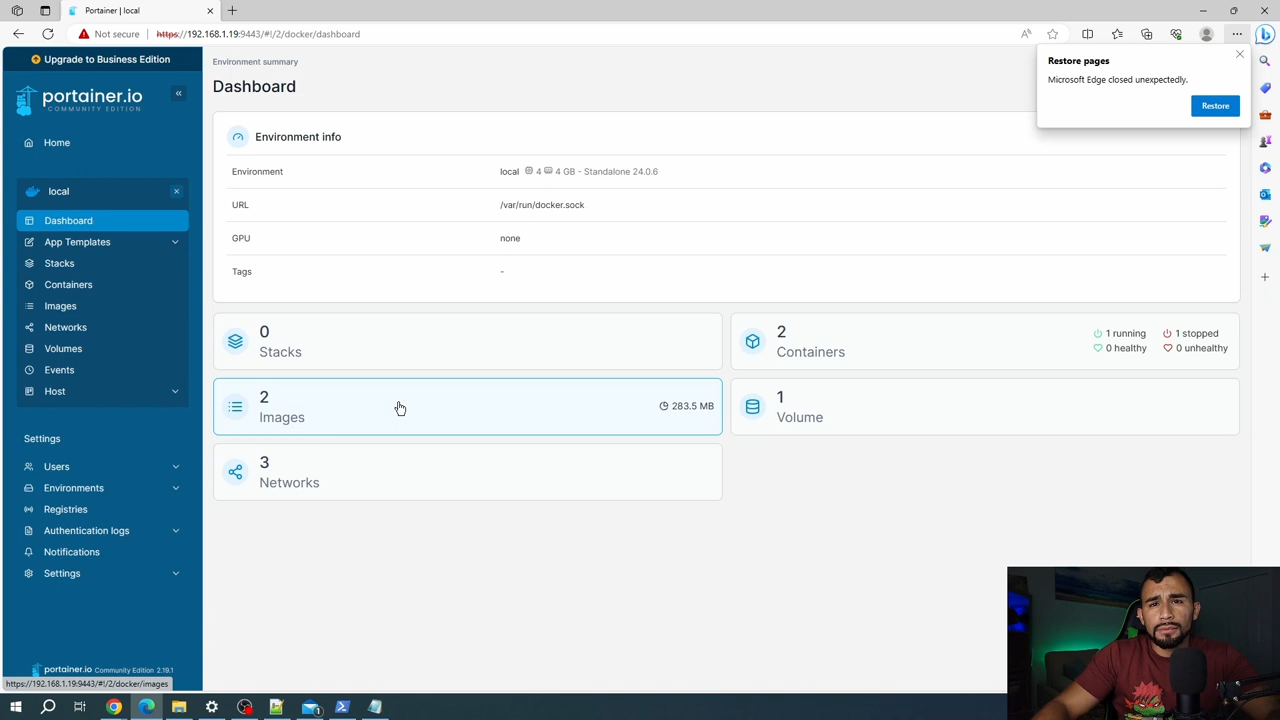 Portainer | local
Not secure
https://192.168.1.19:9443/#!/2/docker/dashboard
Upgrade to Business Edition
portainer.io
COMMUNITY EDITION
Home
local
Dashboard
App Templates
Stacks
Containers
Images
Networks
Volumes
Events
Host
Settings
Users
Environments
Registries
Authentication logs
Notifications
Settings
portainer.io Community Edition 2.19.1
https://192.168.1.19:9443/#!/2/docker/images
Environment summary
Dashboard
Environment info
Environment
local 4 4 GB - Standalone 24.0.6
URL
/var/run/docker.sock
GPU
none
Tags
-
0
Stacks
2
Containers
1 running 1 stopped
0 healthy 0 unhealthy
2
Images
283.5 MB
1
Volume
3
Networks
Restore pages
Microsoft Edge closed unexpectedly.
Restore